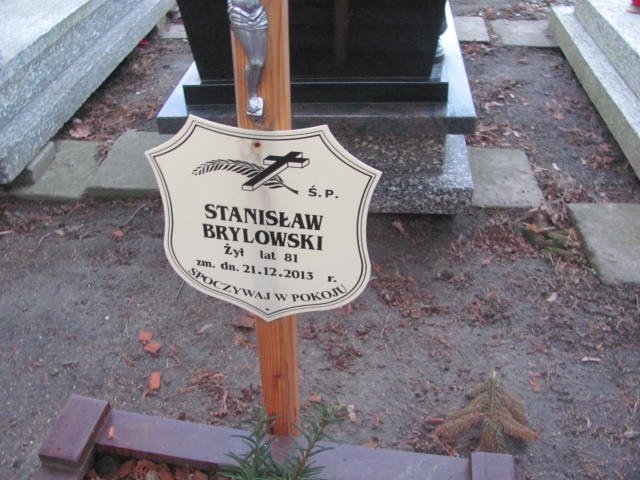 Ś.P.
STANISŁAW
BRYLOWSKI
Żył lat 81
zm. dn. 21.12.2013 r.
SPOCZYWAJ W POKOJU